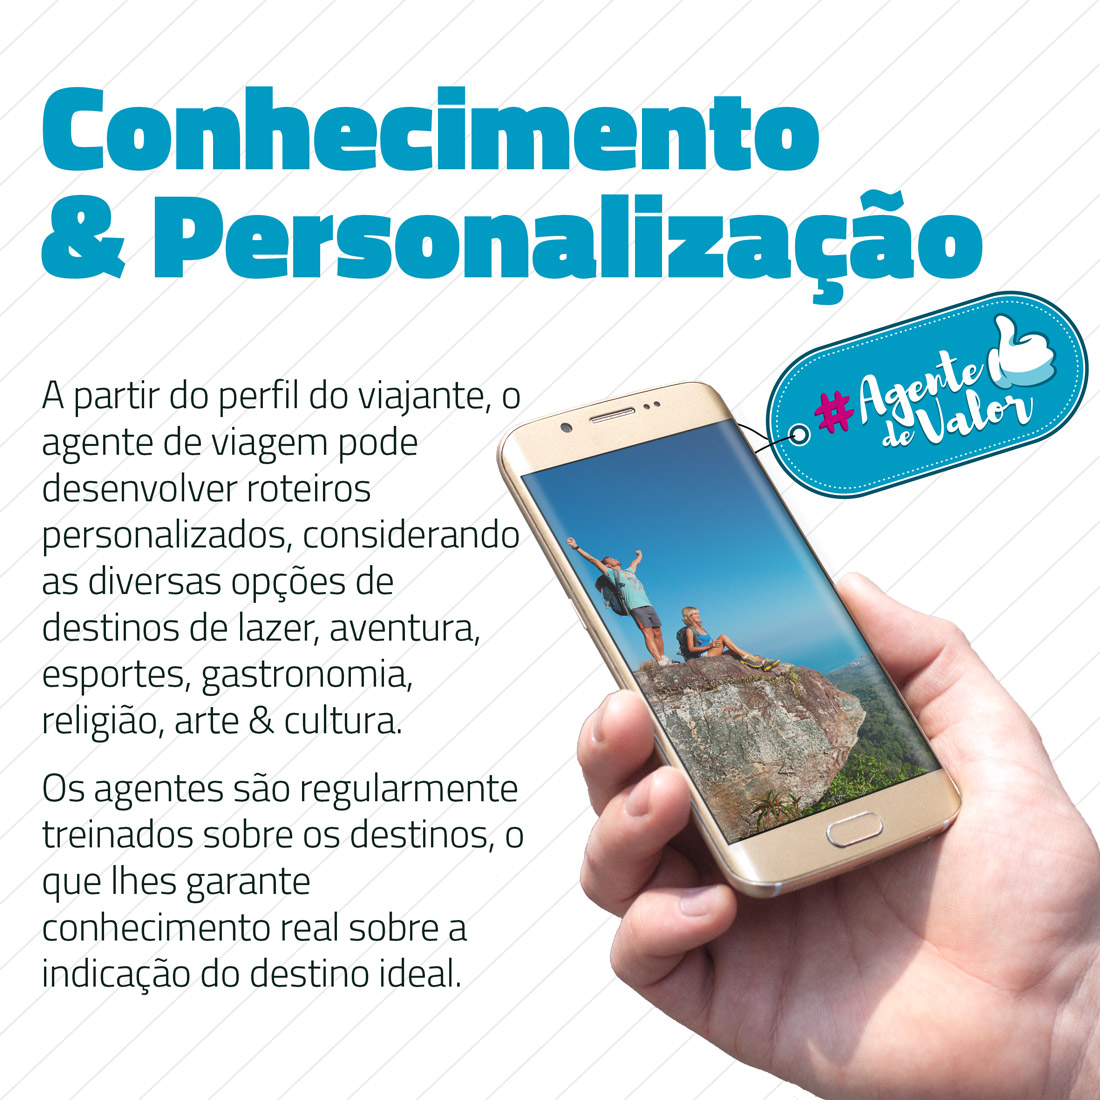 Conhecimento
& Personalização
#Agente
de Valor
A partir do perfil do viajante, o
agente de viagem pode
desenvolver roteiros
personalizados, considerando
as diversas opções de
destinos de lazer, aventura,
esportes, gastronomia,
religião, arte & cultura.
Os agentes são regularmente
treinados sobre os destinos, o
que lhes garante
conhecimento real sobre a
indicação do destino ideal.